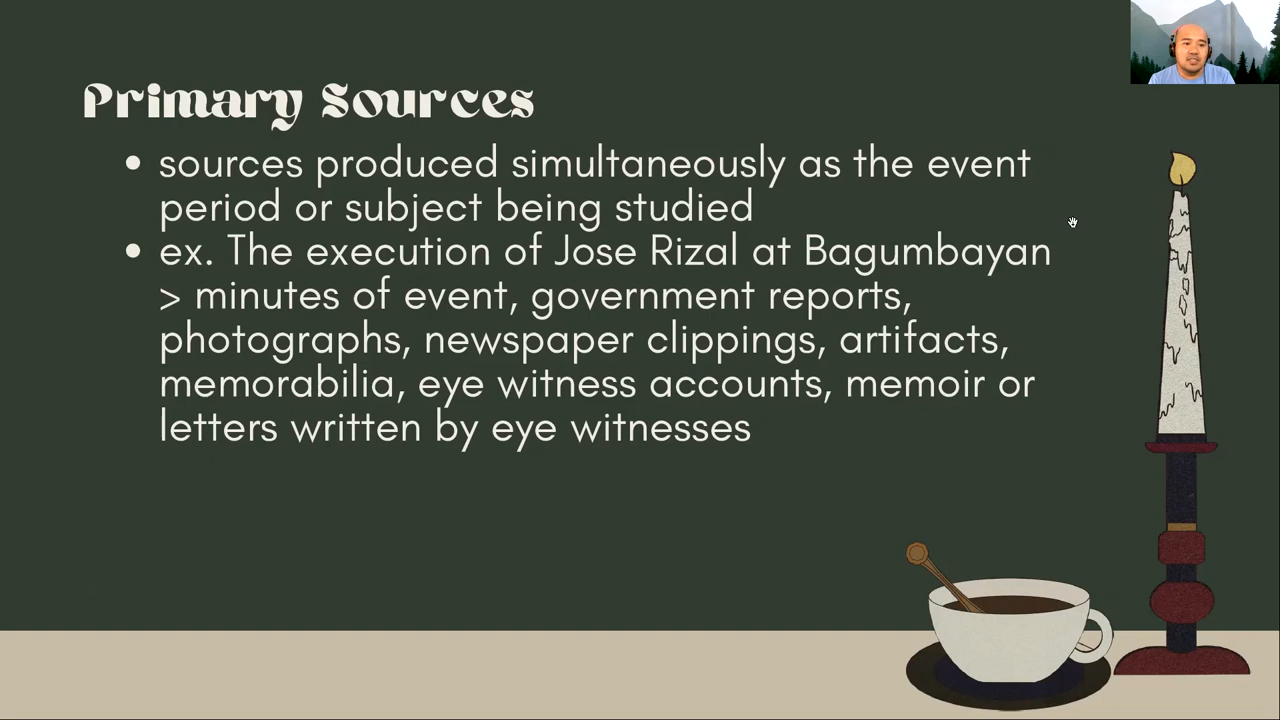 Primary Sources
• sources produced simultaneously as the event
period or subject being studied
• ex. The execution of Jose Rizal at Bagumbayan
> minutes of event, government reports,
photographs, newspaper clippings, artifacts,
memorabilia, eye witness accounts, memoir or
letters written by eye witnesses